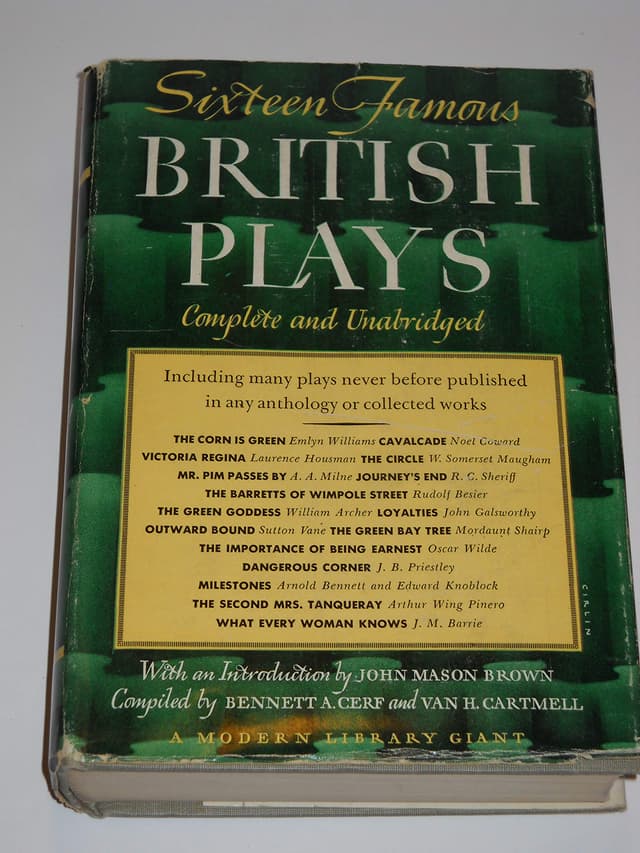 Sixteen Famous
BRITISH
PLAYS
Complete and Unabridged
Including many plays never before published
in any anthology or collected works
THE CORN IS GREEN Emlyn Williams CAVALCADE Noel Coward
VICTORIA REGINA Laurence Housman THE CIRCLE W. Somerset Maugham
MR. PIM PASSES BY A. A. Milne JOURNEY'S END R. C. Sheriff
THE BARRETTS OF WIMPOLE STREET Rudolf Besier
THE GREEN GODDESS William Archer LOYALTIES John Galsworthy
OUTWARD BOUND Sutton Vane THE GREEN BAY TREE Mordaunt Shairp
THE IMPORTANCE OF BEING EARNEST Oscar Wilde
DANGEROUS CORNER J. B. Priestley
MILESTONES Arnold Bennett and Edward Knoblock
THE SECOND MRS. TANQUERAY Arthur Wing Pinero
WHAT EVERY WOMAN KNOWS J. M. Barrie
CIRLIN
With an Introduction by JOHN MASON BROWN
Compiled by BENNETT A. CERF and VAN H. CARTMELL
A MODERN LIBRARY GIANT